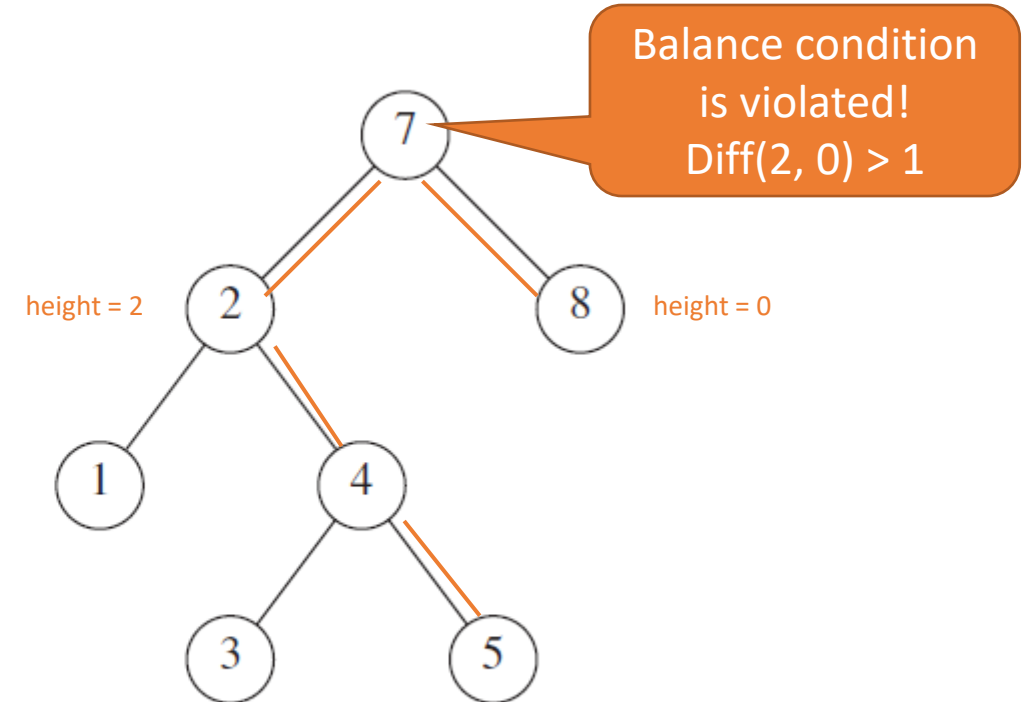 Balance condition
is violated!
Diff(2, 0) > 1
7
height = 2
2
8
height = 0
1
4
3
5